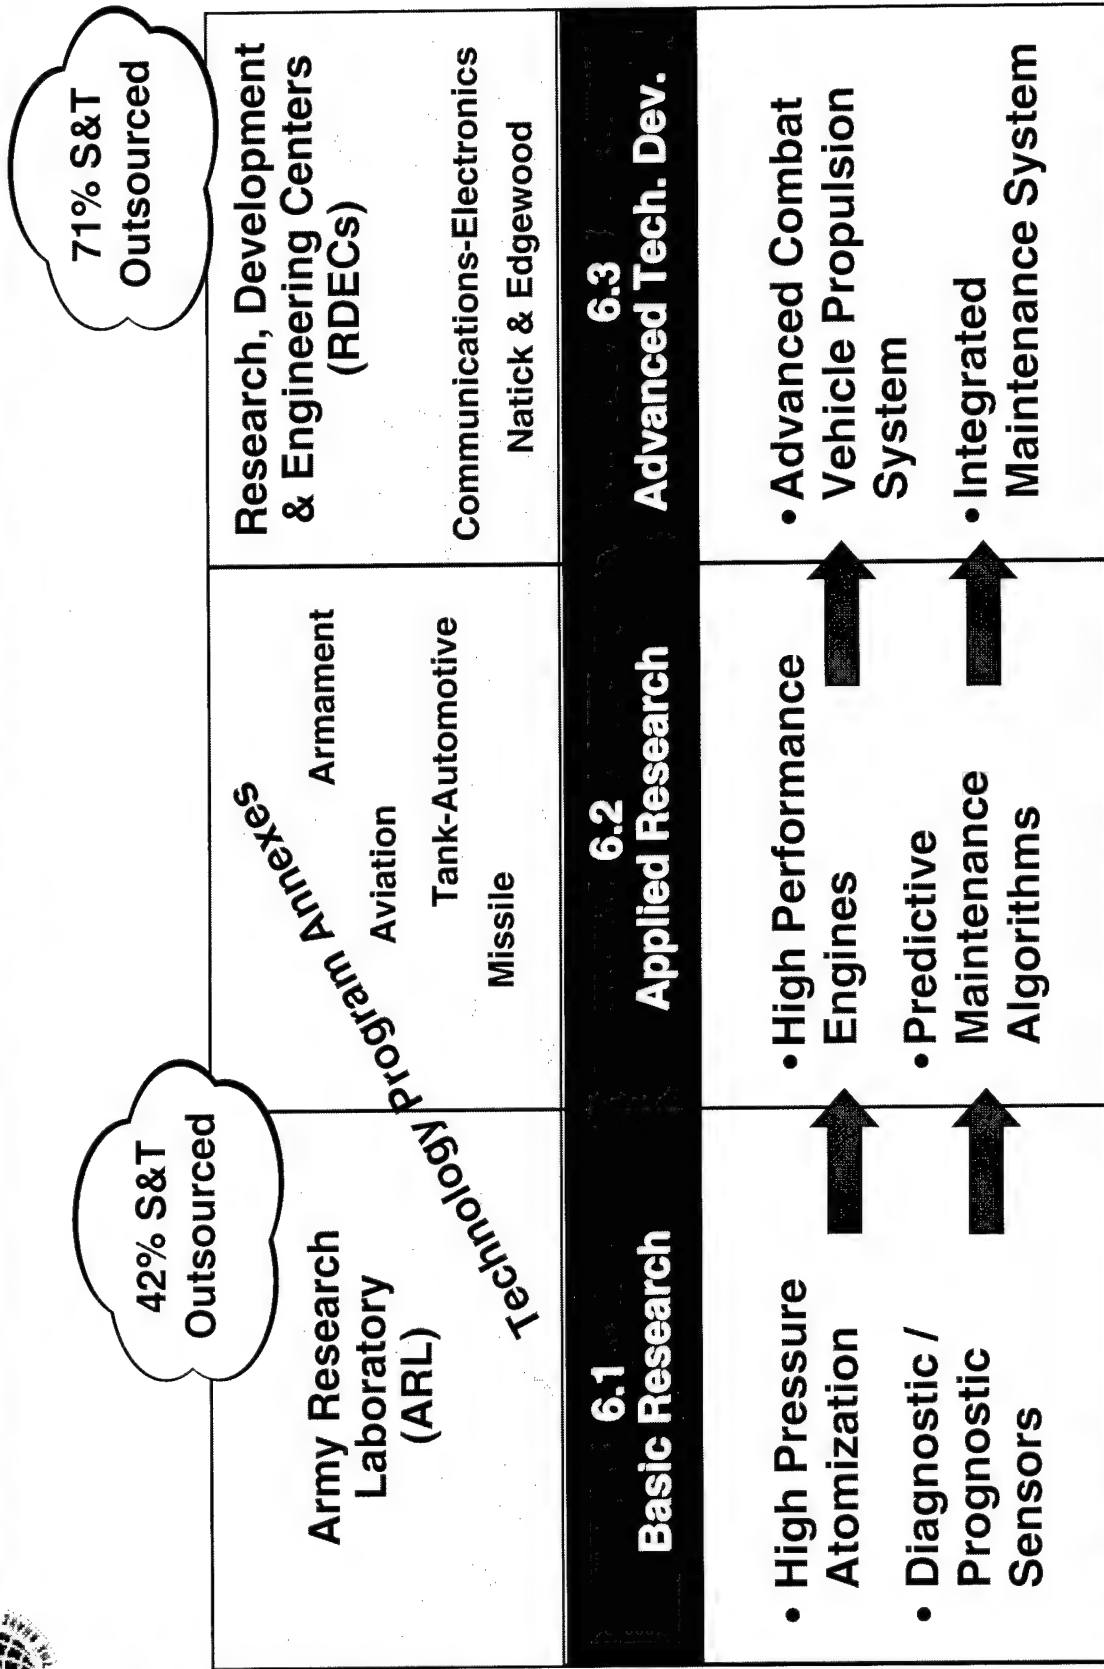 42% S&T
Outsourced
71% S&T
Outsourced
Army Research
Laboratory
(ARL)
Technology Program Annexes
Armament
Aviation
Tank-Automotive
Missile
Research, Development
& Engineering Centers
(RDECs)
Communications-Electronics
Natick & Edgewood
6.1
Basic Research
6.2
Applied Research
6.3
Advanced Tech. Dev.
• High Pressure
Atomization
• Diagnostic /
Prognostic
Sensors
•High Performance
Engines
•Predictive
Maintenance
Algorithms
•Advanced Combat
Vehicle Propulsion
System
•Integrated
Maintenance System